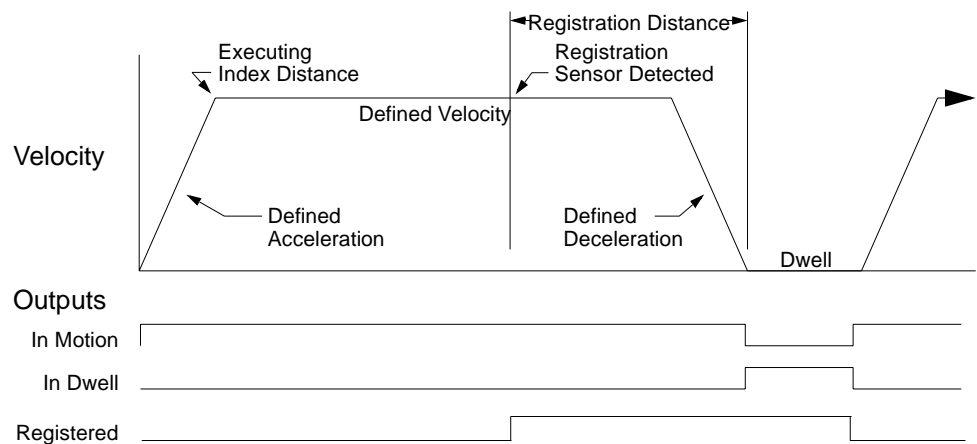 Registration Distance
Executing
Index Distance
Registration
Sensor Detected
Defined Velocity
Velocity
Defined
Acceleration
Defined
Deceleration
Dwell
Outputs
In Motion
In Dwell
Registered